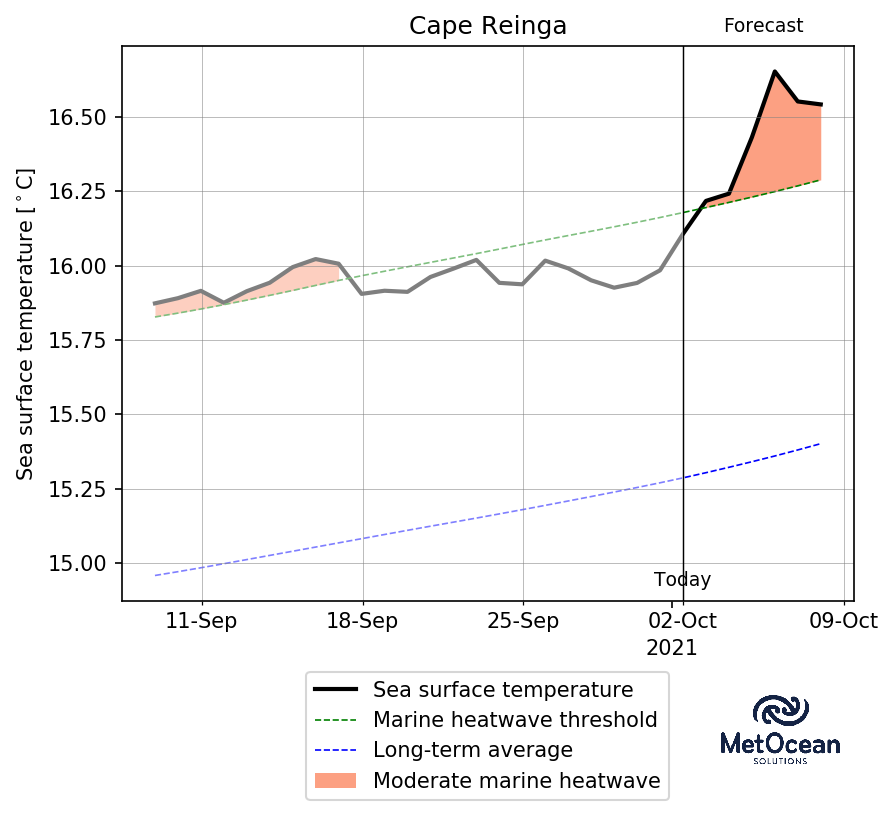 Cape Reinga
Forecast
16.50
16.25
16.00
15.75
15.50
15.25
15.00
Sea surface temperature [°C]
Today
11-Sep 18-Sep 25-Sep 02-Oct 09-Oct
2021
Sea surface temperature
Marine heatwave threshold
Long-term average
Moderate marine heatwave
MetOcean
SOLUTIONS